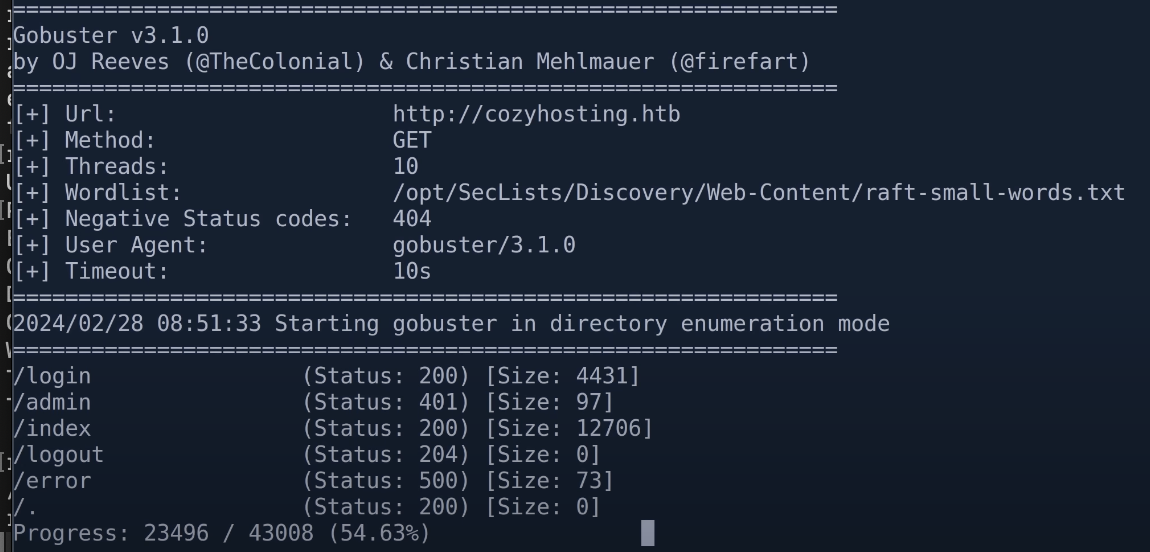 ===============================================================
Gobuster v3.1.0
by OJ Reeves (@TheColonial) & Christian Mehlmauer (@firefart)
===============================================================
[+] Url:                     http://cozyhosting.htb
[+] Method:                  GET
[+] Threads:                 10
[+] Wordlist:                /opt/SecLists/Discovery/Web-Content/raft-small-words.txt
[+] Negative Status codes:   404
[+] User Agent:              gobuster/3.1.0
[+] Timeout:                 10s
===============================================================
2024/02/28 08:51:33 Starting gobuster in directory enumeration mode
===============================================================
/login                (Status: 200) [Size: 4431]
/admin                (Status: 401) [Size: 97]
/index                (Status: 200) [Size: 12706]
/logout               (Status: 204) [Size: 0]
/error                (Status: 500) [Size: 73]
/.                    (Status: 200) [Size: 0]
Progress: 23496 / 43008 (54.63%)